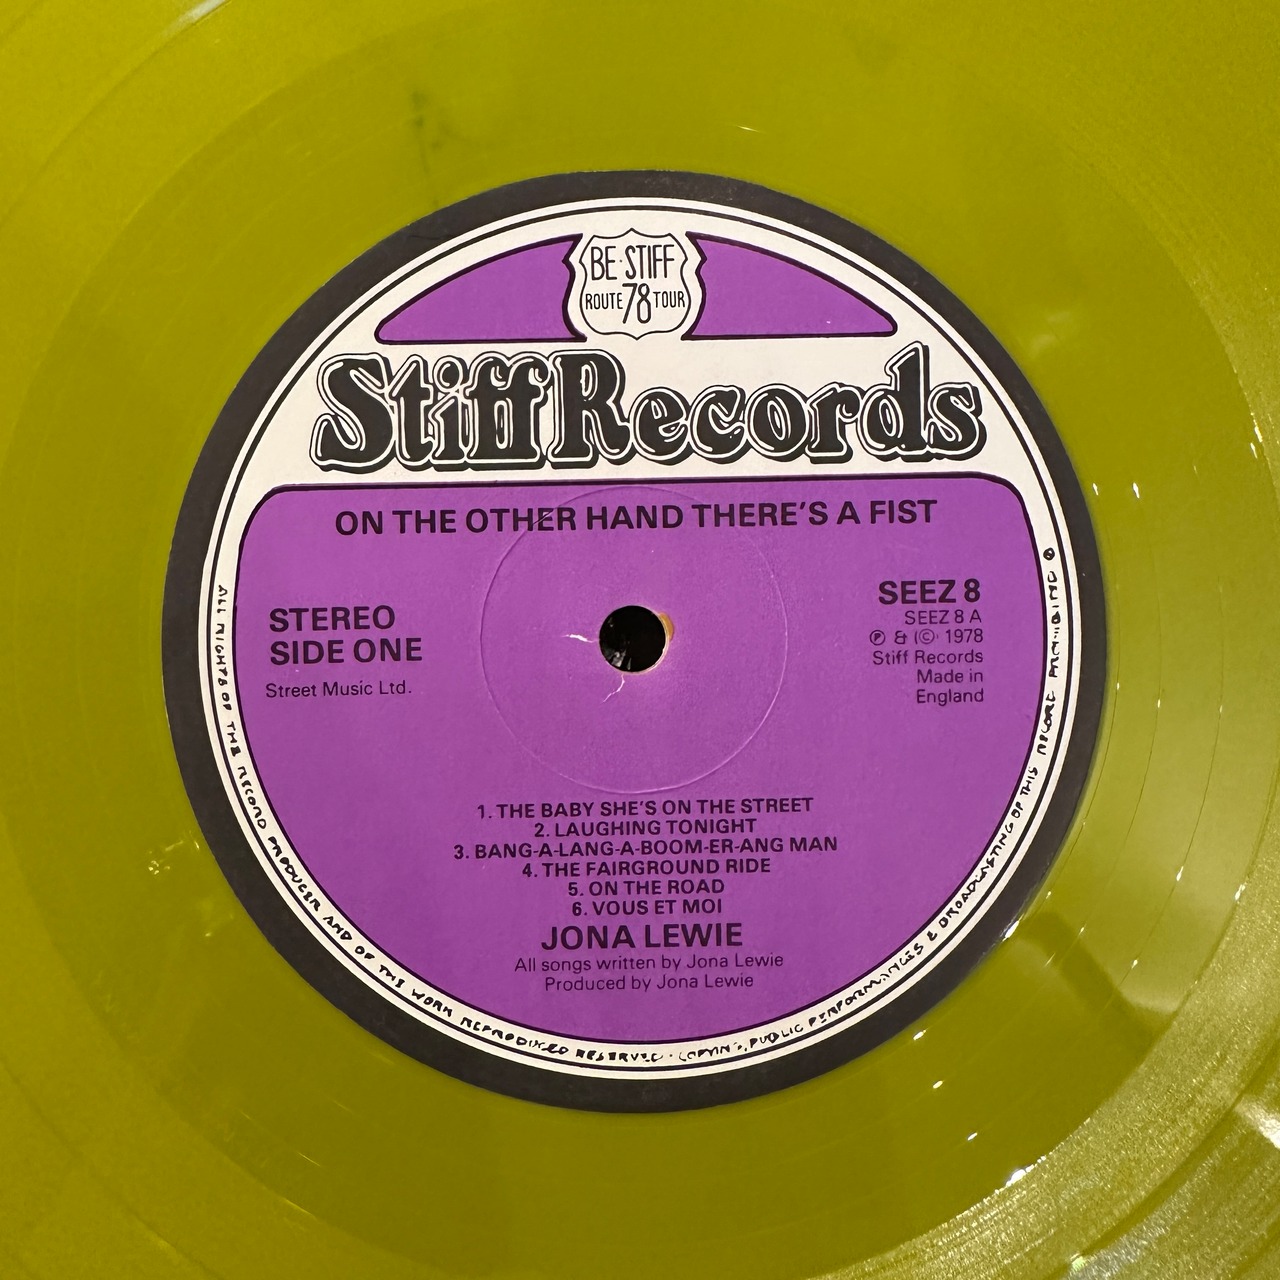 BE·STIFF
ROUTE 78 TOUR
Stiff Records
ON THE OTHER HAND THERE'S A FIST
STEREO
SIDE ONE
Street Music Ltd.
SEEZ 8
SEEZ 8 A
℗ & © 1978
Stiff Records
Made in
England
1. THE BABY SHE'S ON THE STREET
2. LAUGHING TONIGHT
3. BANG-A-LANG-A-BOOM-ER-ANG MAN
4. THE FAIRGROUND RIDE
5. ON THE ROAD
6. VOUS ET MOI
JONA LEWIE
All songs written by Jona Lewie
Produced by Jona Lewie
ALL RIGHTS OF THE RECORD PRODUCER AND OF THE WORK REPRODUCED RESERVED · COPYING, PUBLIC PERFORMANCES & BROADCASTING OF THIS RECORD